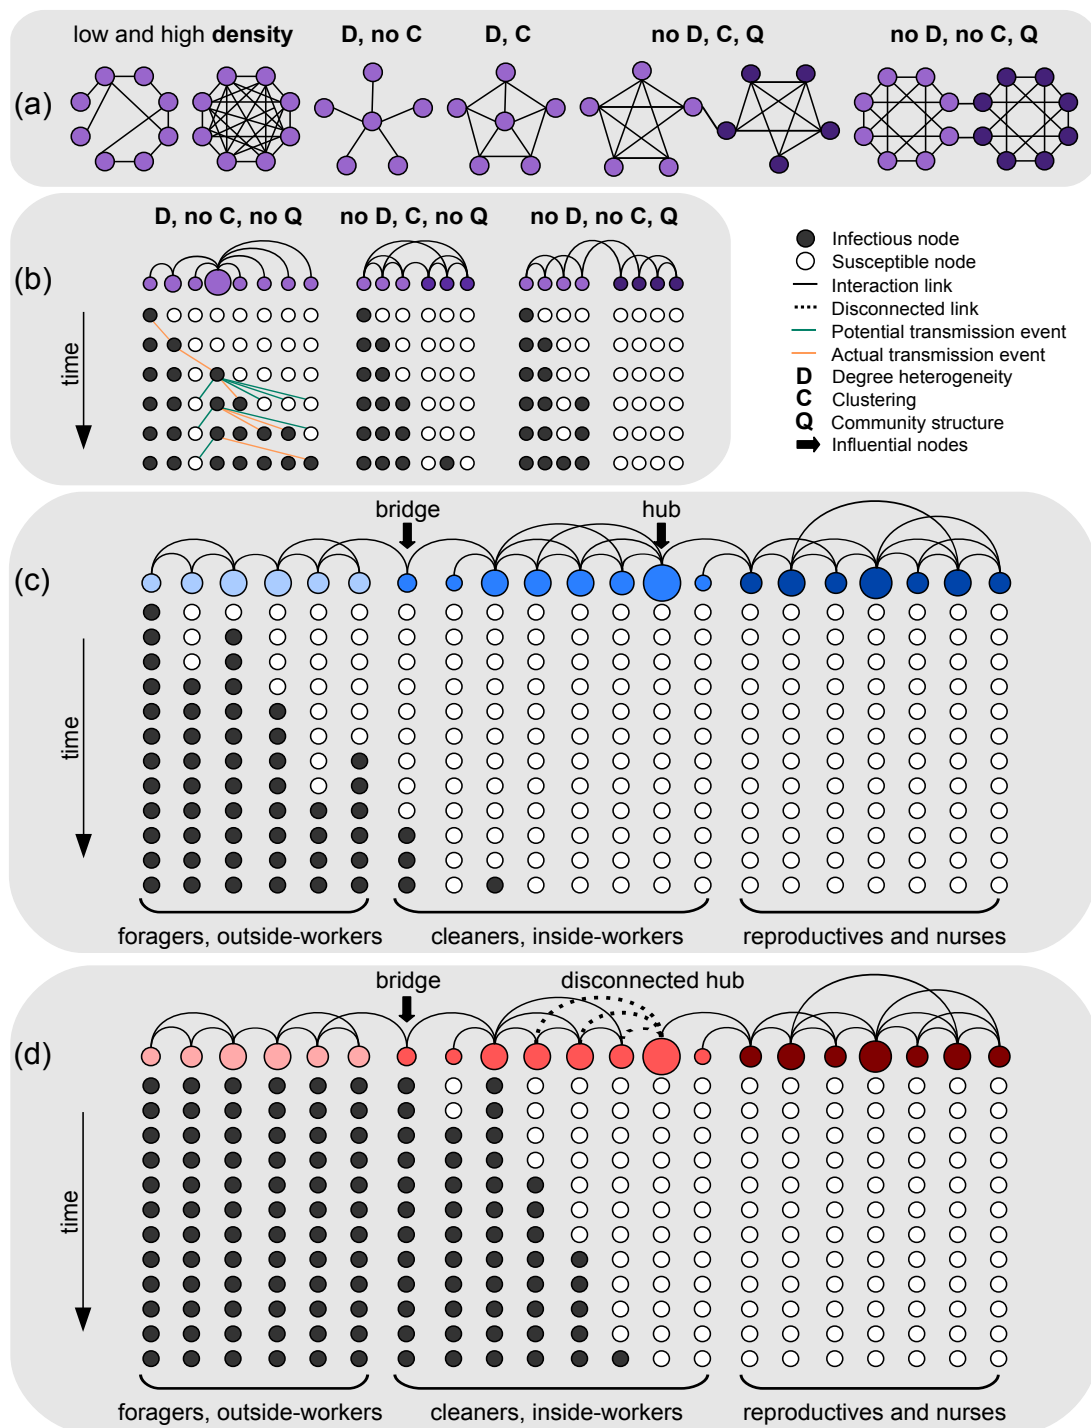 low and high density
D, no C
D, C
no D, C, Q
no D, no C, Q
(a)
D, no C, no Q
no D, C, no Q
no D, no C, Q
(b)
time
Infectious node
Susceptible node
Interaction link
Disconnected link
Potential transmission event
Actual transmission event
D Degree heterogeneity
C Clustering
Q Community structure
Influential nodes
bridge
hub
(c)
time
foragers, outside-workers
cleaners, inside-workers
reproductives and nurses
bridge
disconnected hub
(d)
time
foragers, outside-workers
cleaners, inside-workers
reproductives and nurses